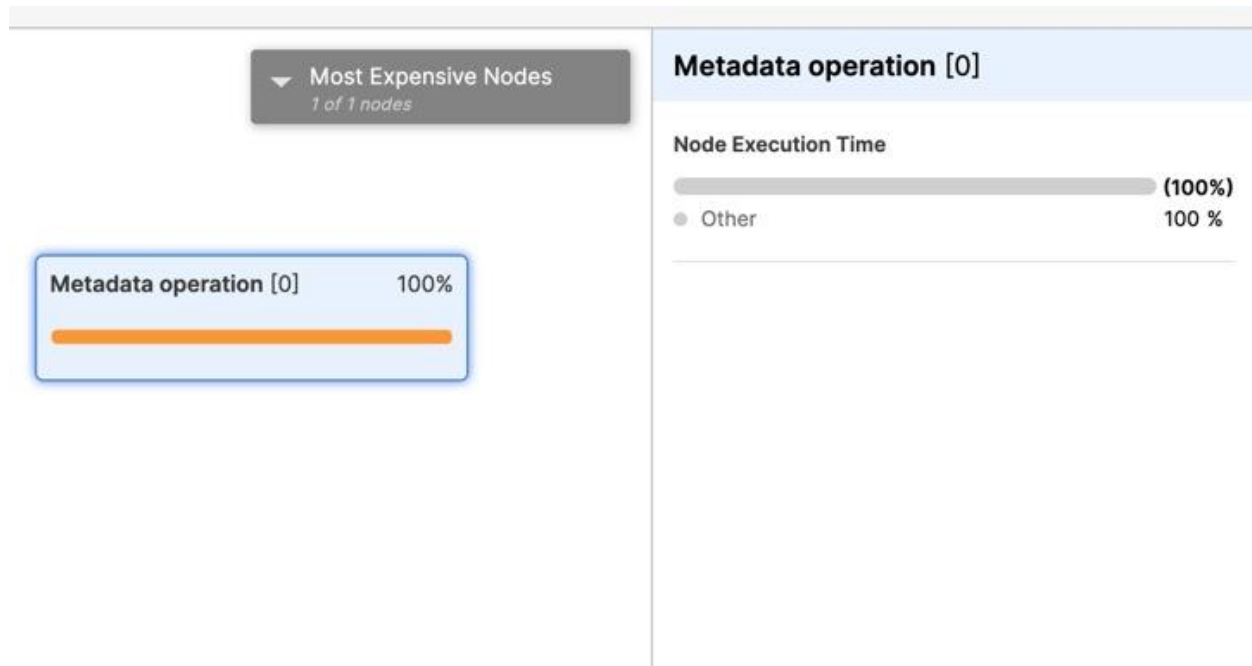 Most Expensive Nodes
1 of 1 nodes
Metadata operation [0] 100%
Metadata operation [0]
Node Execution Time
(100%)
Other 100 %